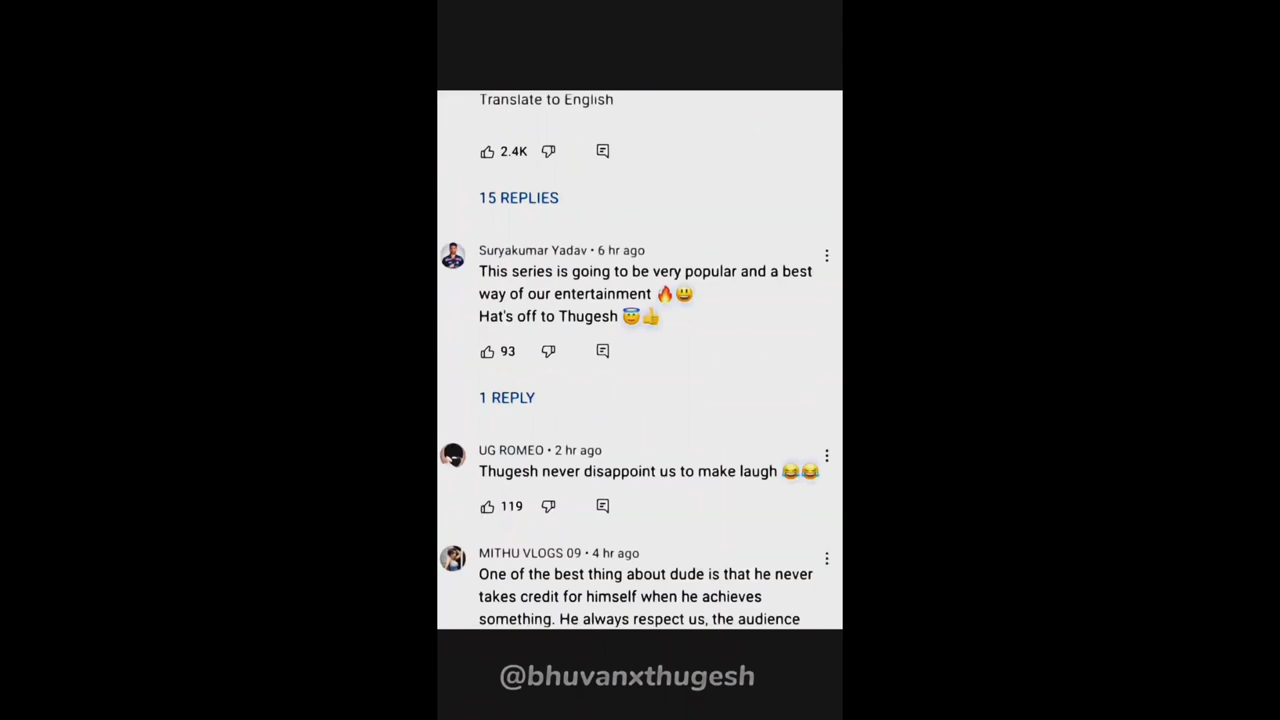 Translate to English
2.4K
15 REPLIES
Suryakumar Yadav • 6 hr ago
This series is going to be very popular and a best
way of our entertainment 🔥😃
Hat's off to Thugesh 😇👍
93
1 REPLY
UG ROMEO • 2 hr ago
Thugesh never disappoint us to make laugh 😂😂
119
MITHU VLOGS 09 • 4 hr ago
One of the best thing about dude is that he never
takes credit for himself when he achieves
something. He always respect us, the audience
@bhuvanxthugesh